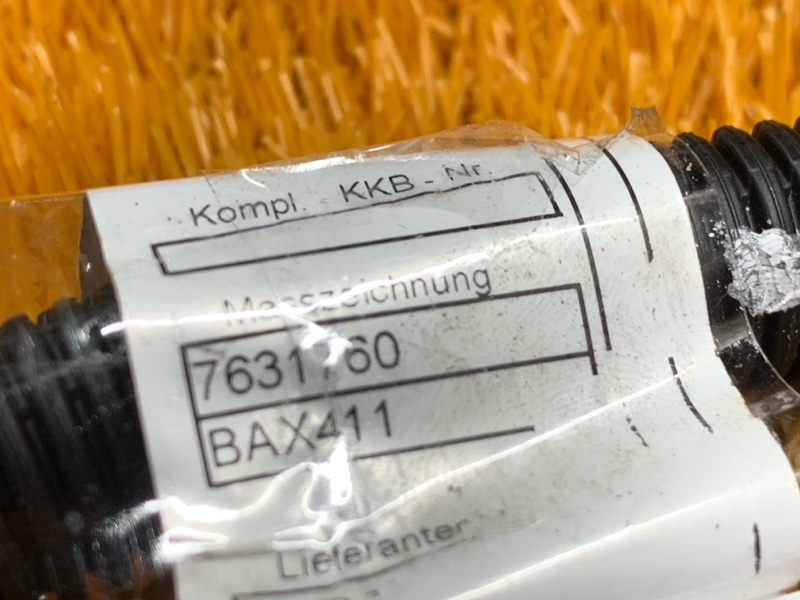 Kompl. - KKB - Nr.
Masszeichnung
7631760
BAX411
Lieferanter